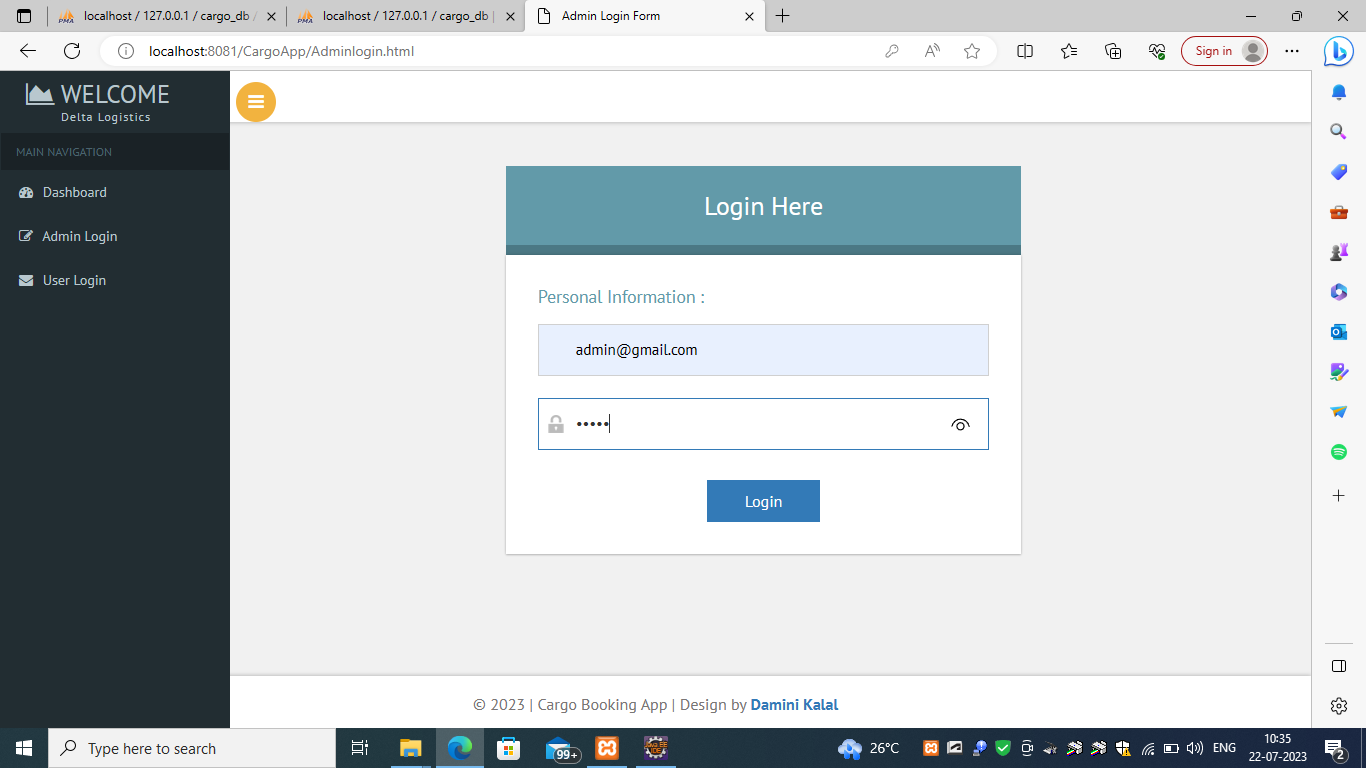 localhost / 127.0.0.1 / cargo_db /
localhost / 127.0.0.1 / cargo_db |
Admin Login Form
localhost:8081/CargoApp/Adminlogin.html
Sign in
WELCOME
Delta Logistics
MAIN NAVIGATION
Dashboard
Admin Login
User Login
Login Here
Personal Information :
admin@gmail.com
•••••
Login
© 2023 | Cargo Booking App | Design by Damini Kalal
Type here to search
99+
26°C
ENG
10:35
22-07-2023
2